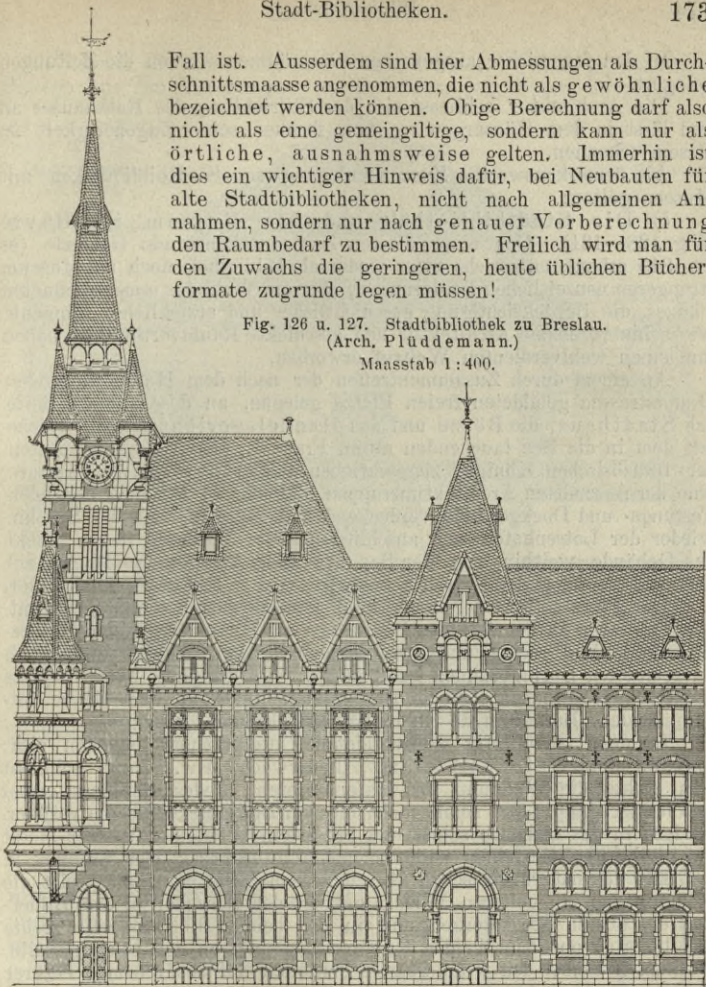 Stadt-Bibliotheken. 173
Fall ist. Ausserdem sind hier Abmessungen als Durch-
schnittsmaasse angenommen, die nicht als gewöhnliche
bezeichnet werden können. Obige Berechnung darf also
nicht als eine gemeingiltige, sondern kann nur als
örtliche, ausnahmsweise gelten. Immerhin ist
dies ein wichtiger Hinweis dafür, bei Neubauten für
alte Stadtbibliotheken, nicht nach allgemeinen An-
nahmen, sondern nur nach genauer Vorberechnung
den Raumbedarf zu bestimmen. Freilich wird man für
den Zuwachs die geringeren, heute üblichen Bücher-
formate zugrunde legen müssen!
Fig. 126 u. 127. Stadtbibliothek zu Breslau.
(Arch. Plüddemann.)
Maasstab 1 : 400.